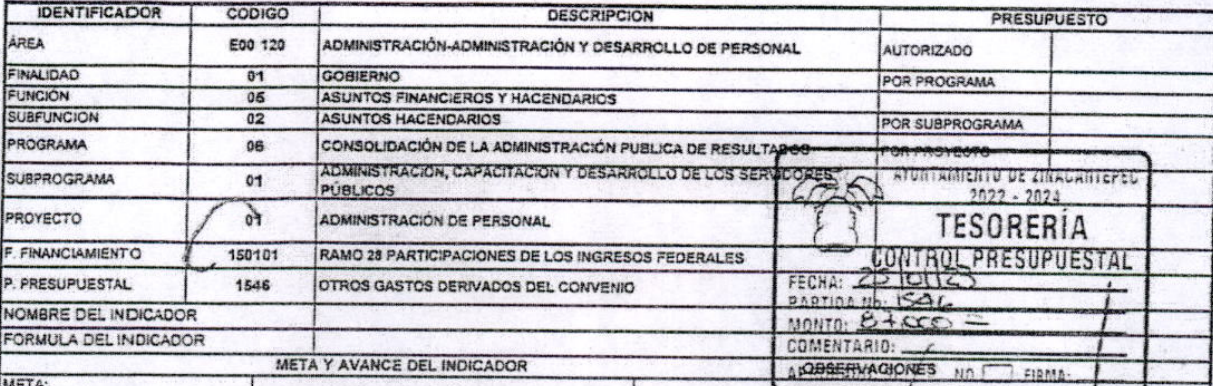 IDENTIFICADOR CODIGO DESCRIPCION PRESUPUESTO
ÁREA E00 120 ADMINISTRACIÓN-ADMINISTRACIÓN Y DESARROLLO DE PERSONAL AUTORIZADO
FINALIDAD 01 GOBIERNO POR PROGRAMA
FUNCIÓN 05 ASUNTOS FINANCIEROS Y HACENDARIOS
SUBFUNCION 02 ASUNTOS HACENDARIOS POR SUBPROGRAMA
PROGRAMA 06 CONSOLIDACIÓN DE LA ADMINISTRACIÓN PUBLICA DE RESULTADOS POR PROYECTO
SUBPROGRAMA 01 ADMINISTRACIÓN, CAPACITACIÓN Y DESARROLLO DE LOS SERVIDORES
PÚBLICOS
PROYECTO 01 ADMINISTRACIÓN DE PERSONAL
F. FINANCIAMIENTO 150101 RAMO 28 PARTICIPACIONES DE LOS INGRESOS FEDERALES
P. PRESUPUESTAL 1546 OTROS GASTOS DERIVADOS DEL CONVENIO
NOMBRE DEL INDICADOR
FORMULA DEL INDICADOR
META Y AVANCE DEL INDICADOR
OBSERVACIONES
META:
AYUNTAMIENTO DE ZINACANTEPEC
2022 - 2024
TESORERÍA
CONTROL PRESUPUESTAL
FECHA: 25/01/23
PARTIDA No: 1546
MONTO: 87,000 =
COMENTARIO:
NO FIRMA: